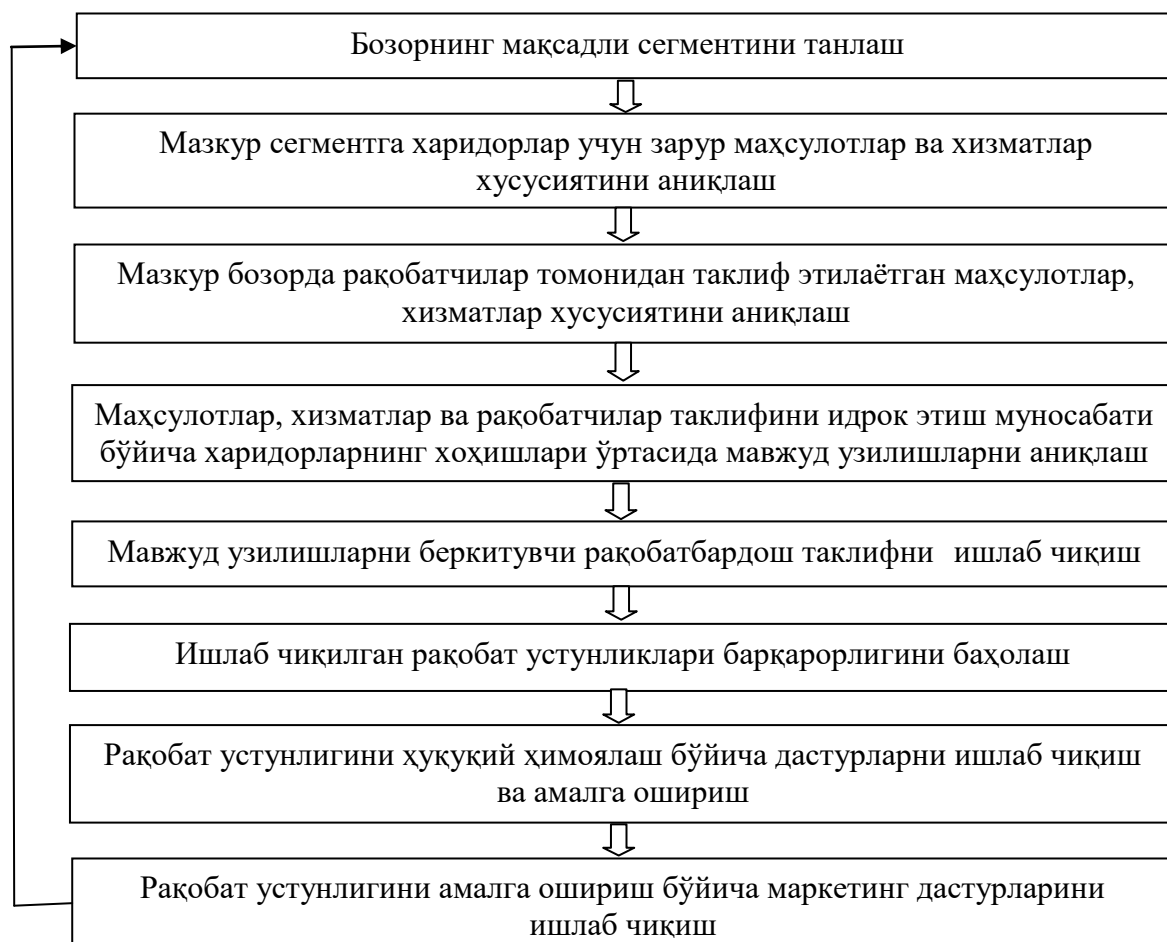 Бозорнинг мақсадли сегментини танлаш
Мазкур сегментга харидорлар учун зарур маҳсулотлар ва хизматлар
хусусиятини аниқлаш
Мазкур бозорда рақобатчилар томонидан таклиф этилаётган маҳсулотлар,
хизматлар хусусиятини аниқлаш
Маҳсулотлар, хизматлар ва рақобатчилар таклифини идрок этиш муносабати
бўйича харидорларнинг хоҳишлари ўртасида мавжуд узилишларни аниқлаш
Мавжуд узилишларни беркитувчи рақобатбардош таклифни ишлаб чиқиш
Ишлаб чиқилган рақобат устунликлари барқарорлигини баҳолаш
Рақобат устунлигини ҳуқуқий ҳимоялаш бўйича дастурларни ишлаб чиқиш
ва амалга ошириш
Рақобат устунлигини амалга ошириш бўйича маркетинг дастурларини
ишлаб чиқиш